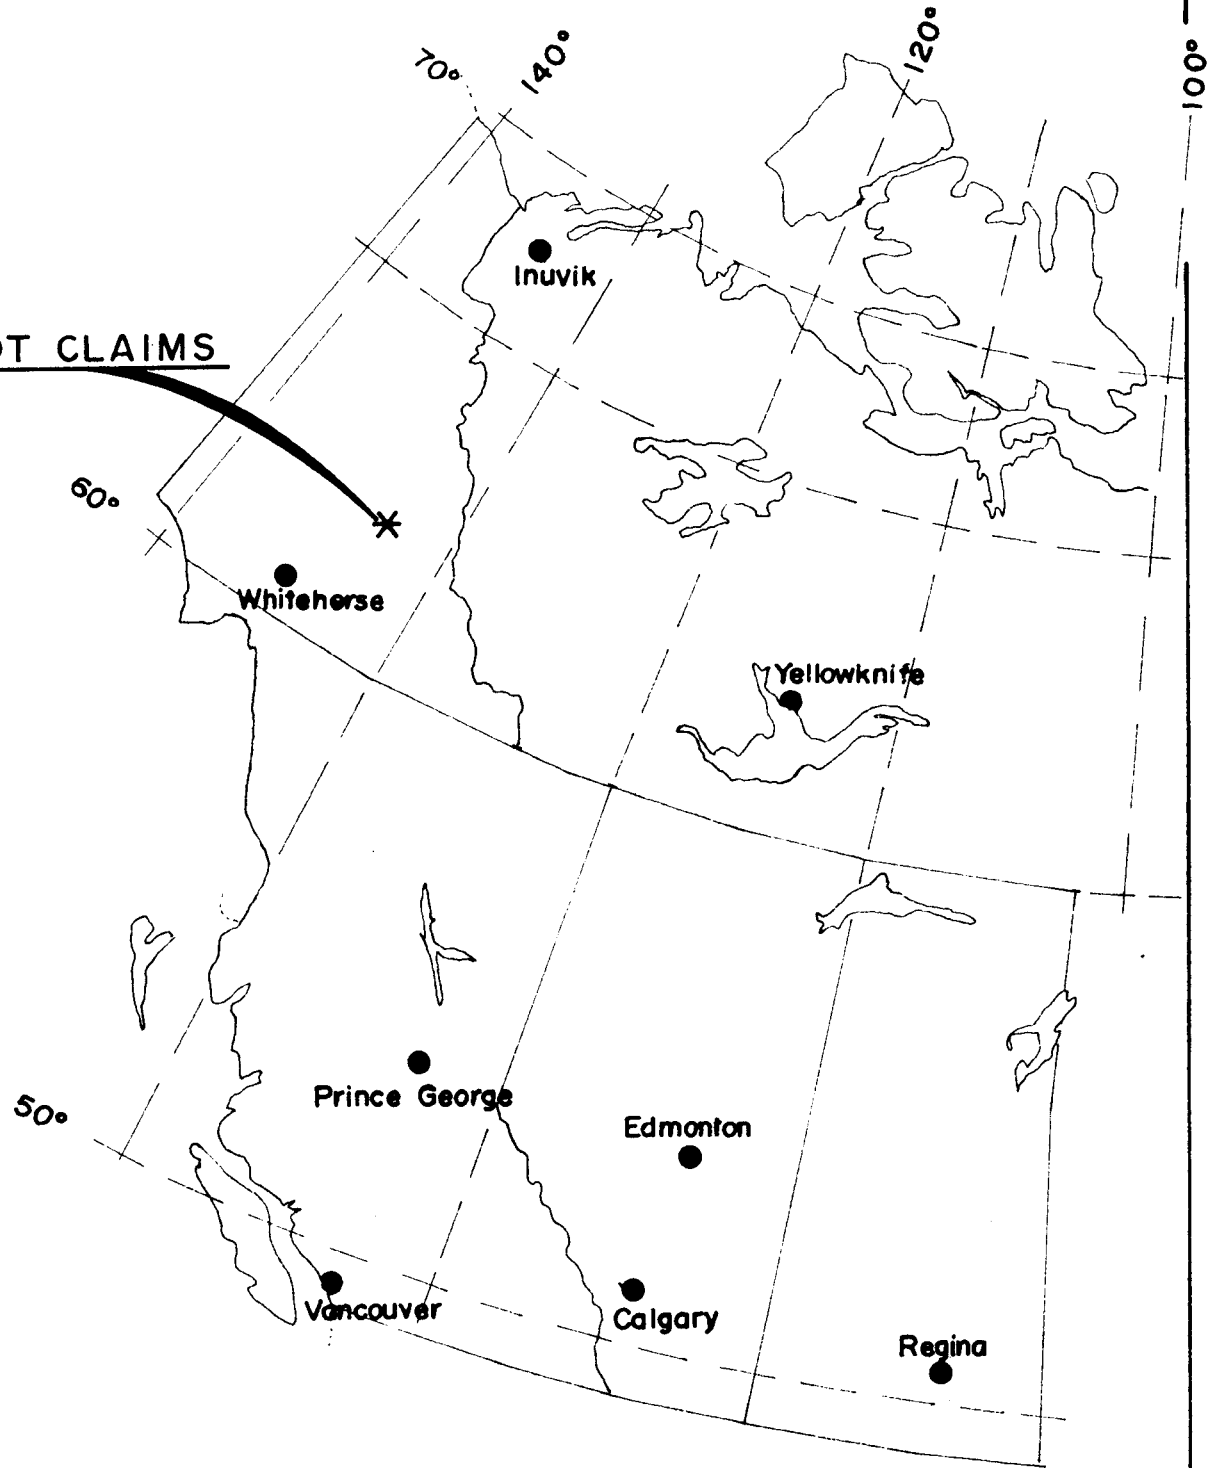 70°
140°
120°
100°
Inuvik
CLAIMS
60°
Whitehorse
Yellowknife
50°
Prince George
Edmonton
Vancouver
Calgary
Regina